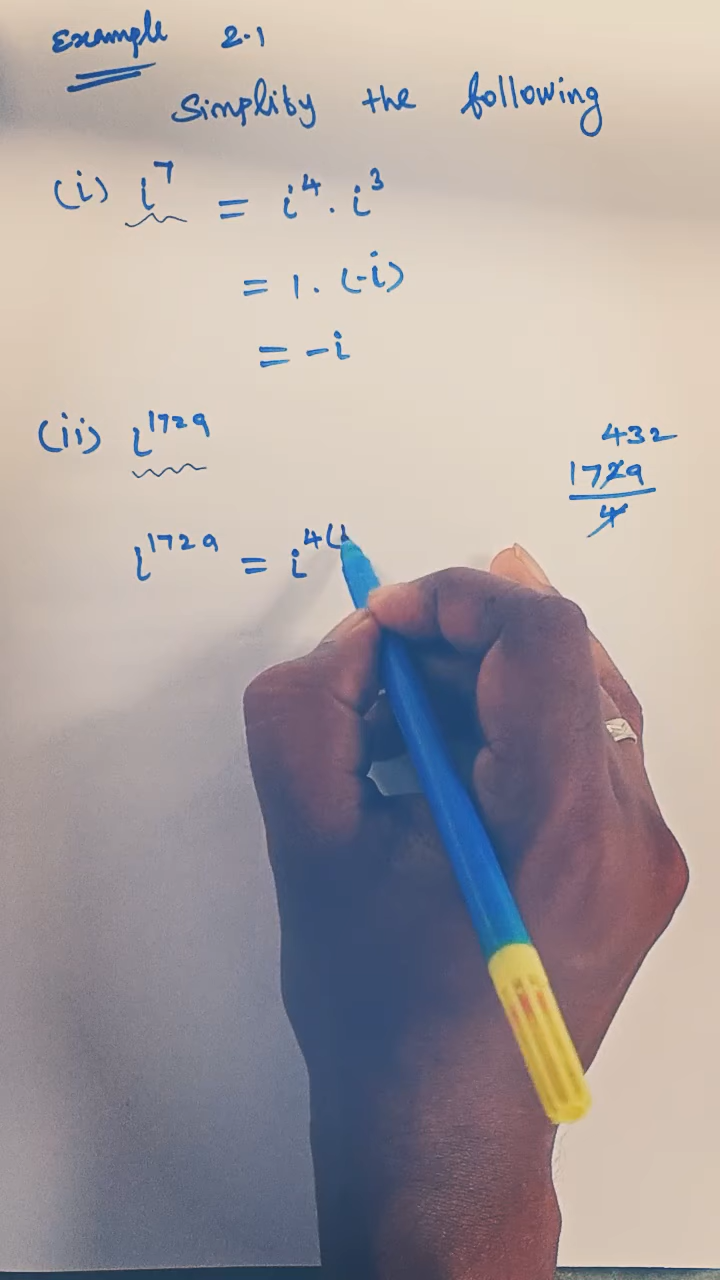 Example 2.1
Simplify the following
(i) i⁷ = i⁴ . i³
= 1 . (-i)
= -i
(ii) i¹⁷²⁹
432
1729
4
i¹⁷²⁹ = i⁴⁽